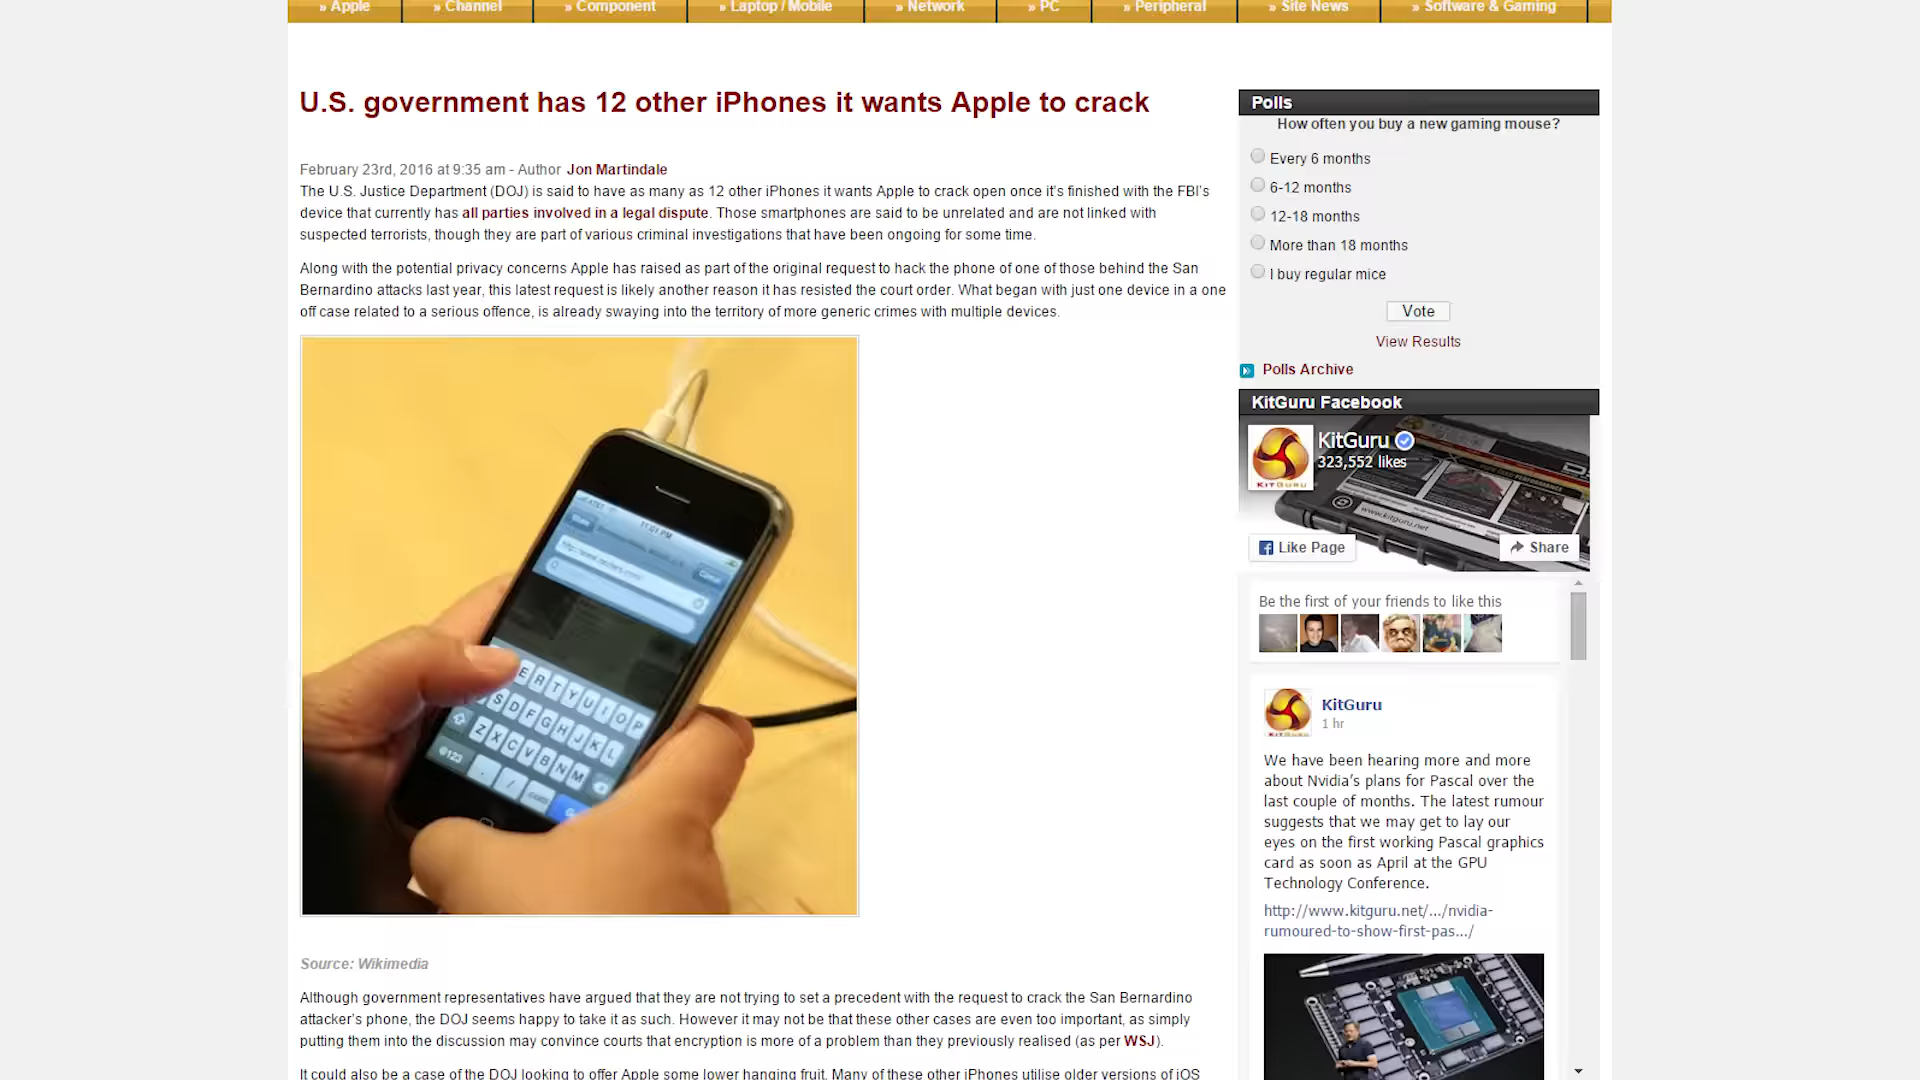 » Apple
» Channel
» Component
» Laptop / Mobile
» Network
» PC
» Peripheral
» Site News
» Software & Gaming
U.S. government has 12 other iPhones it wants Apple to crack
February 23rd, 2016 at 9:35 am - Author Jon Martindale
The U.S. Justice Department (DOJ) is said to have as many as 12 other iPhones it wants Apple to crack open once it's finished with the FBI's
device that currently has all parties involved in a legal dispute. Those smartphones are said to be unrelated and are not linked with
suspected terrorists, though they are part of various criminal investigations that have been ongoing for some time.
Along with the potential privacy concerns Apple has raised as part of the original request to hack the phone of one of those behind the San
Bernardino attacks last year, this latest request is likely another reason it has resisted the court order. What began with just one device in a one
off case related to a serious offence, is already swaying into the territory of more generic crimes with multiple devices.
11:01 PM
E R T Y U I O P
S D F G H J K L
Z X C V B N M
@123 . / .com
Source: Wikimedia
Although government representatives have argued that they are not trying to set a precedent with the request to crack the San Bernardino
attacker's phone, the DOJ seems happy to take it as such. However it may not be that these other cases are even too important, as simply
putting them into the discussion may convince courts that encryption is more of a problem than they previously realised (as per WSJ).
It could also be a case of the DOJ looking to offer Apple some lower hanging fruit. Many of these other iPhones utilise older versions of iOS
Polls
How often you buy a new gaming mouse?
Every 6 months
6-12 months
12-18 months
More than 18 months
I buy regular mice
Vote
View Results
Polls Archive
KitGuru Facebook
KitGuru
323,552 likes
KITGURU
www.kitguru.net
Like Page
Share
Be the first of your friends to like this
KitGuru
1 hr
We have been hearing more and more
about Nvidia's plans for Pascal over the
last couple of months. The latest rumour
suggests that we may get to lay our
eyes on the first working Pascal graphics
card as soon as April at the GPU
Technology Conference.
http://www.kitguru.net/.../nvidia-
rumoured-to-show-first-pas.../